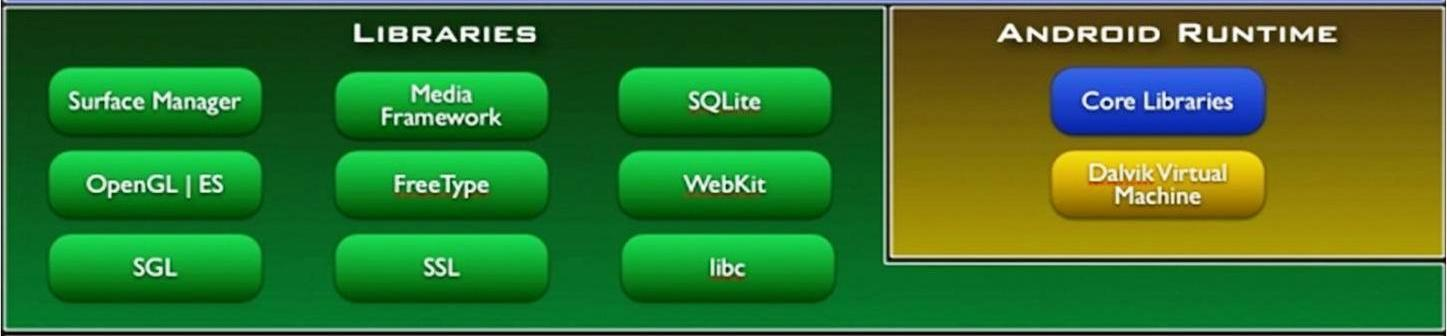 LIBRARIES
Surface Manager
Media
Framework
SQLite
OpenGL | ES
FreeType
WebKit
SGL
SSL
libc
ANDROID RUNTIME
Core Libraries
Dalvik Virtual
Machine